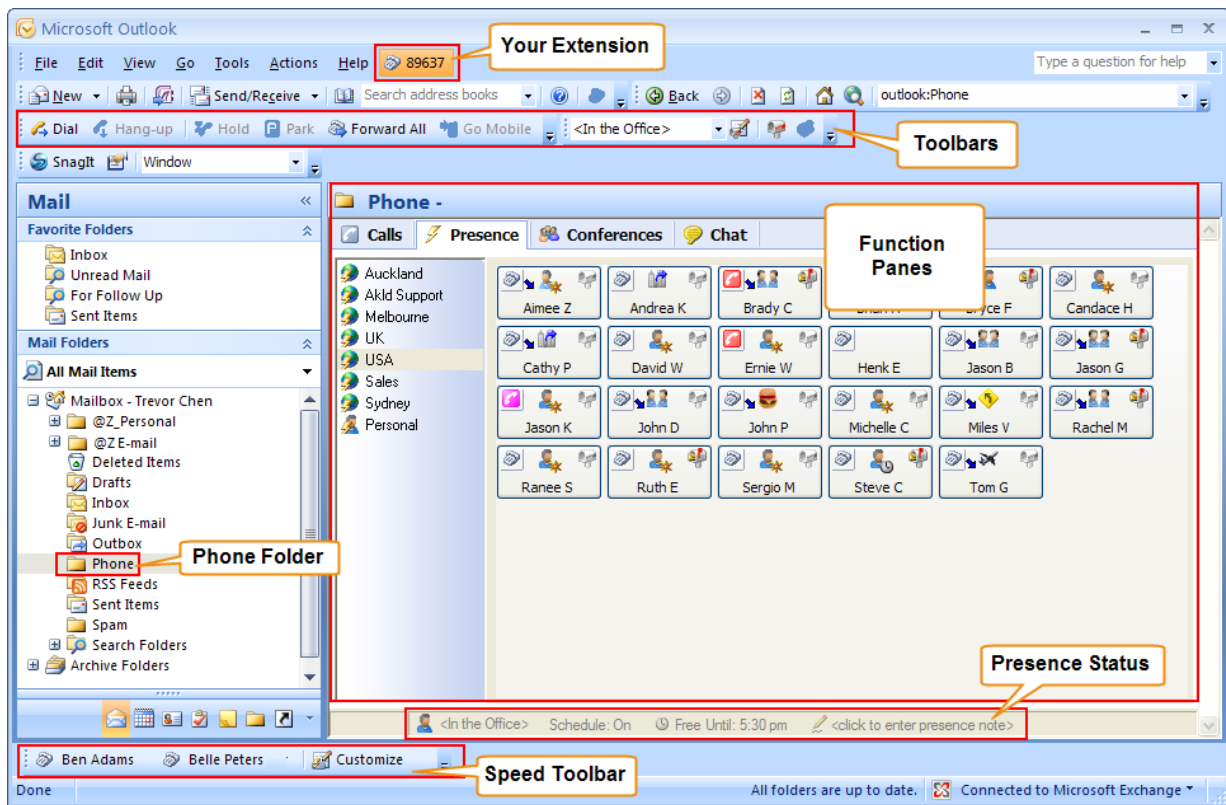 Microsoft Outlook
Your Extension
File Edit View Go Tools Actions Help 89637
Type a question for help
New Send/Receive Search address books Back outlook:Phone
Dial Hang-up Hold Park Forward All Go Mobile <In the Office>
Toolbars
SnagIt Window
Mail
Favorite Folders
Inbox
Unread Mail
For Follow Up
Sent Items
Mail Folders
All Mail Items
Mailbox - Trevor Chen
@Z_Personal
@Z E-mail
Deleted Items
Drafts
Inbox
Junk E-mail
Outbox
Phone
RSS Feeds
Sent Items
Spam
Search Folders
Archive Folders
Phone Folder
Phone -
Calls Presence Conferences Chat
Function
Panes
Auckland
Akld Support
Melbourne
UK
USA
Sales
Sydney
Personal
Aimee Z Andrea K Brady C Candace H
Cathy P David W Ernie W Henk E Jason B Jason G
Jason K John D John P Michelle C Miles V Rachel M
Ranee S Ruth E Sergio M Steve C Tom G
Presence Status
<In the Office> Schedule: On Free Until: 5:30 pm <click to enter presence note>
Ben Adams Belle Peters Customize
Speed Toolbar
Done All folders are up to date. Connected to Microsoft Exchange